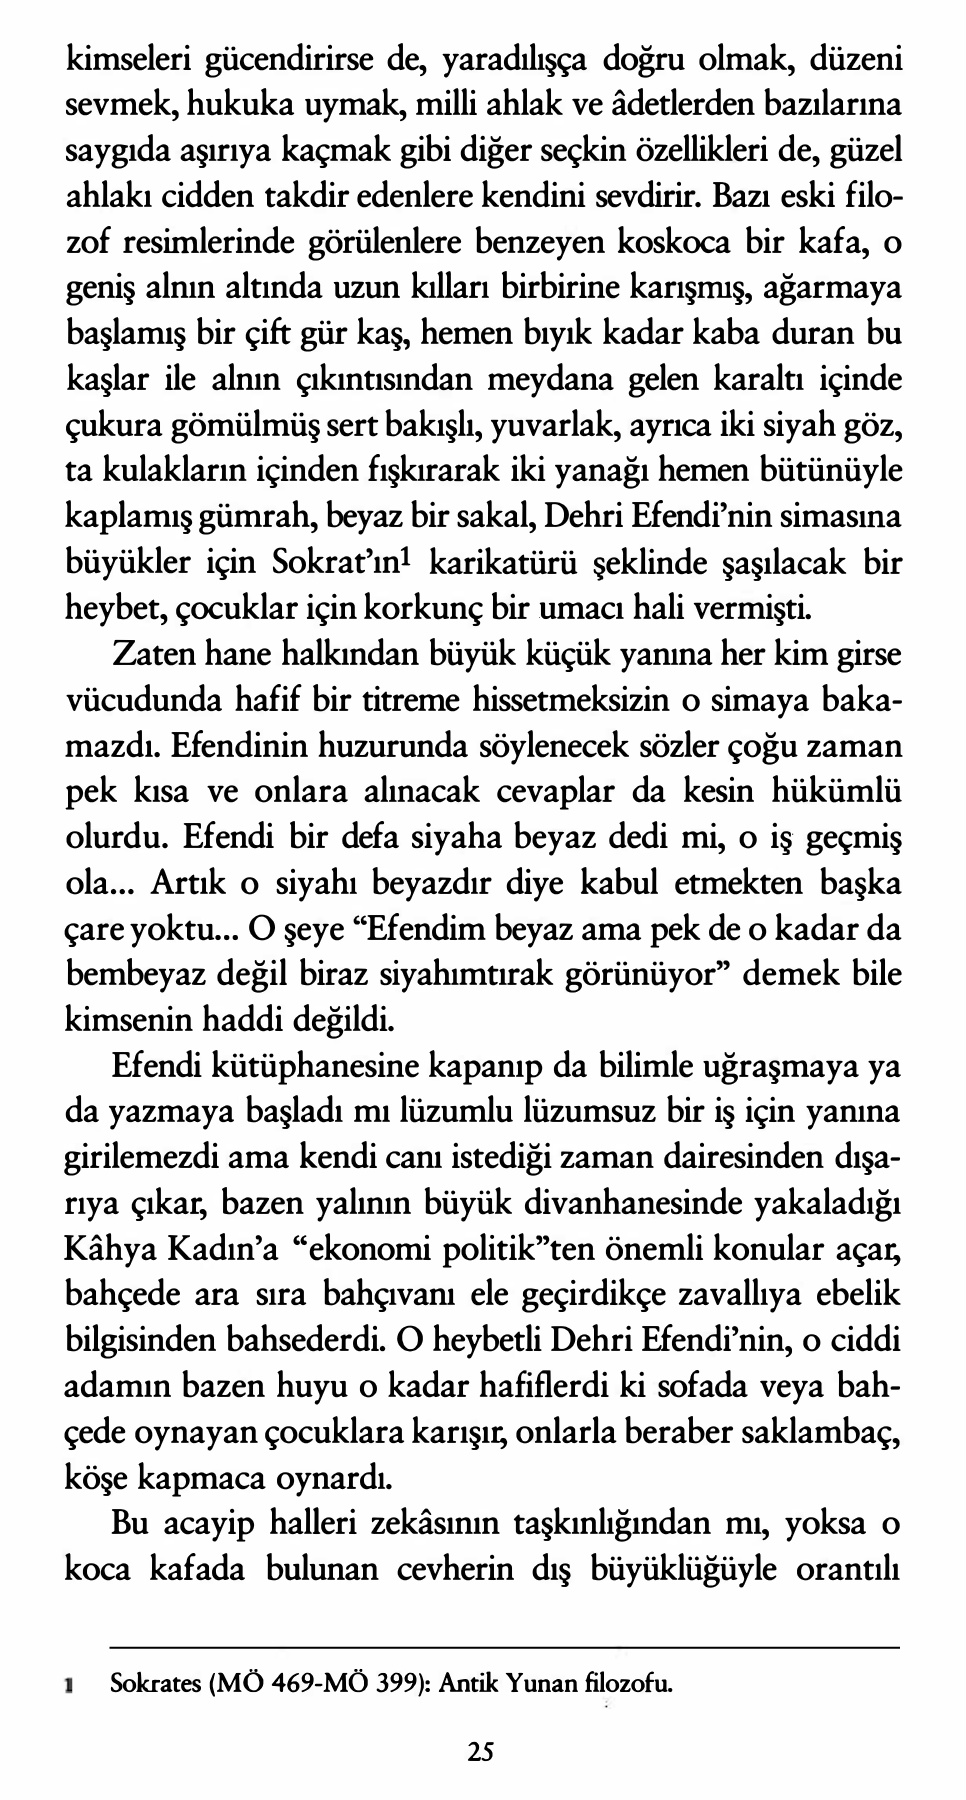 kimseleri gücendirirse de, yaradılışça doğru olmak, düzeni
sevmek, hukuka uymak, milli ahlak ve âdetlerden bazılarına
saygıda aşırıya kaçmak gibi diğer seçkin özellikleri de, güzel
ahlakı cidden takdir edenlere kendini sevdirir. Bazı eski filo-
zof resimlerinde görülenlere benzeyen koskoca bir kafa, o
geniş alnın altında uzun kılları birbirine karışmış, ağarmaya
başlamış bir çift gür kaş, hemen bıyık kadar kaba duran bu
kaşlar ile alnın çıkıntısından meydana gelen karaltı içinde
çukura gömülmüş sert bakışlı, yuvarlak, ayrıca iki siyah göz,
ta kulakların içinden fışkırarak iki yanağı hemen bütünüyle
kaplamış gümrah, beyaz bir sakal, Dehri Efendi’nin simasına
büyükler için Sokrat’ın1 karikatürü şeklinde şaşılacak bir
heybet, çocuklar için korkunç bir umacı hali vermişti.
Zaten hane halkından büyük küçük yanına her kim girse
vücudunda hafif bir titreme hissetmeksizin o simaya baka-
mazdı. Efendinin huzurunda söylenecek sözler çoğu zaman
pek kısa ve onlara alınacak cevaplar da kesin hükümlü
olurdu. Efendi bir defa siyaha beyaz dedi mi, o iş geçmiş
ola... Artık o siyahı beyazdır diye kabul etmekten başka
çare yoktu... O şeye “Efendim beyaz ama pek de o kadar da
bembeyaz değil biraz siyahımtırak görünüyor” demek bile
kimsenin haddi değildi.
Efendi kütüphanesine kapanıp da bilimle uğraşmaya ya
da yazmaya başladı mı lüzumlu lüzumsuz bir iş için yanına
girilemezdi ama kendi canı istediği zaman dairesinden dışa-
rıya çıkar, bazen yalının büyük divanhanesinde yakaladığı
Kâhya Kadın’a “ekonomi politik”ten önemli konular açar,
bahçede ara sıra bahçıvanı ele geçirdikçe zavallıya ebelik
bilgisinden bahsederdi. O heybetli Dehri Efendi’nin, o ciddi
adamın bazen huyu o kadar hafiflerdi ki sofada veya bah-
çede oynayan çocuklara karışır, onlarla beraber saklambaç,
köşe kapmaca oynardı.
Bu acayip halleri zekâsının taşkınlığından mı, yoksa o
koca kafada bulunan cevherin dış büyüklüğüyle orantılı
1 Sokrates (MÖ 469-MÖ 399): Antik Yunan filozofu.
25